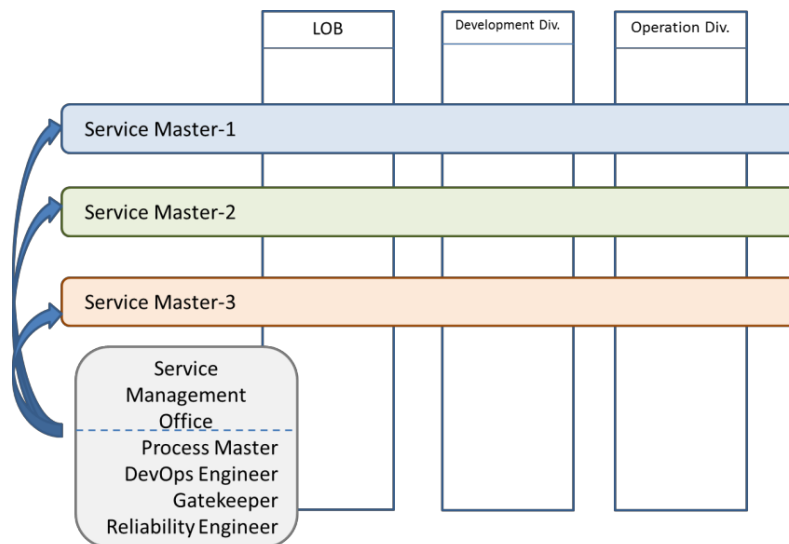 LOB
Development Div.
Operation Div.
Service Master-1
Service Master-2
Service Master-3
Service
Management
Office
Process Master
DevOps Engineer
Gatekeeper
Reliability Engineer